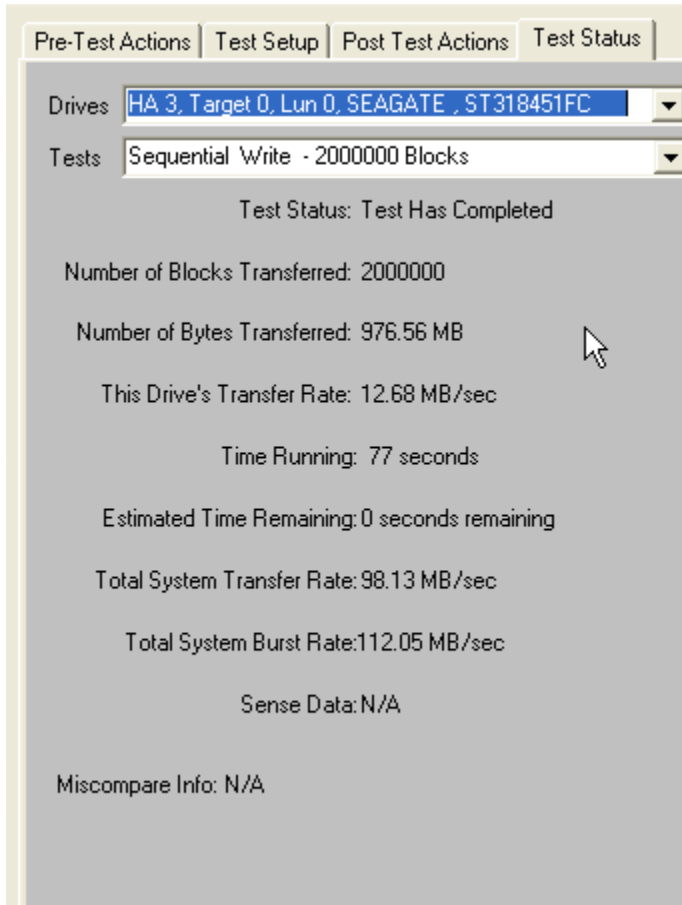 Pre-Test Actions Test Setup Post Test Actions Test Status
Drives HA 3, Target 0, Lun 0, SEAGATE , ST318451FC
Tests Sequential Write - 2000000 Blocks
Test Status: Test Has Completed
Number of Blocks Transferred: 2000000
Number of Bytes Transferred: 976.56 MB
This Drive's Transfer Rate: 12.68 MB/sec
Time Running: 77 seconds
Estimated Time Remaining: 0 seconds remaining
Total System Transfer Rate: 98.13 MB/sec
Total System Burst Rate:112.05 MB/sec
Sense Data: N/A
Miscompare Info: N/A